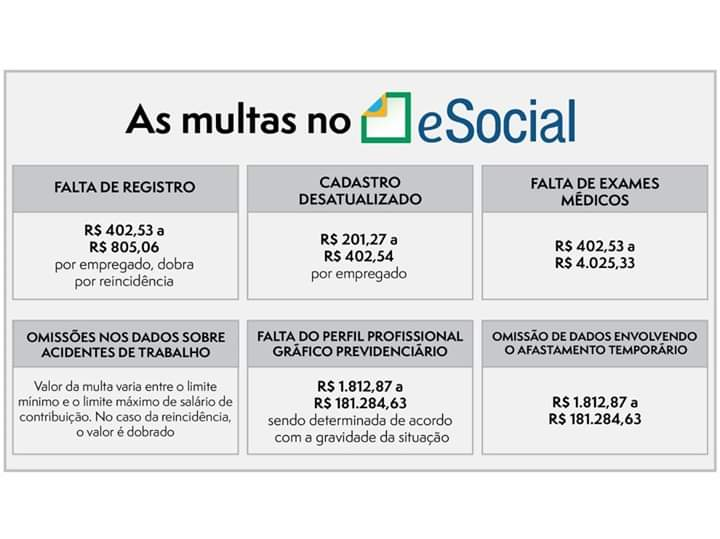 As multas no eSocial
FALTA DE REGISTRO
R$ 402,53 a
R$ 805,06
por empregado, dobra
por reincidência
CADASTRO
DESATUALIZADO
R$ 201,27 a
R$ 402,54
por empregado
FALTA DE EXAMES
MÉDICOS
R$ 402,53 a
R$ 4.025,33
OMISSÕES NOS DADOS SOBRE
ACIDENTES DE TRABALHO
Valor da multa varia entre o limite
mínimo e o limite máximo de salário de
contribuição. No caso da reincidência,
o valor é dobrado
FALTA DO PERFIL PROFISSIONAL
GRÁFICO PREVIDENCIÁRIO
R$ 1.812,87 a
R$ 181.284,63
sendo determinada de acordo
com a gravidade da situação
OMISSÃO DE DADOS ENVOLVENDO
O AFASTAMENTO TEMPORÁRIO
R$ 1.812,87 a
R$ 181.284,63